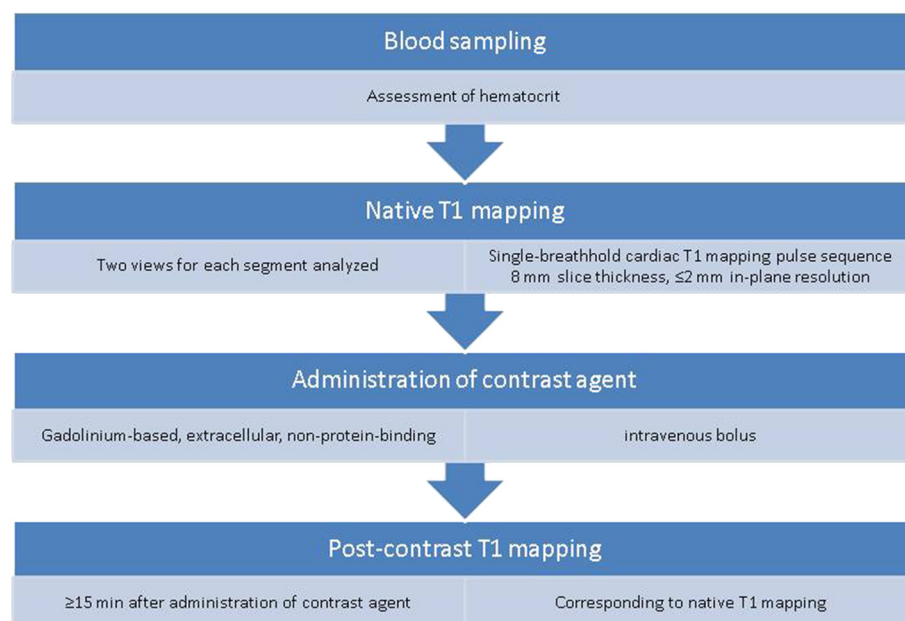 Blood sampling
Assessment of hematocrit
Native T1 mapping
Two views for each segment analyzed
Single-breathhold cardiac T1 mapping pulse sequence
8 mm slice thickness, ≤2 mm in-plane resolution
Administration of contrast agent
Gadolinium-based, extracellular, non-protein-binding
intravenous bolus
Post-contrast T1 mapping
≥15 min after administration of contrast agent
Corresponding to native T1 mapping